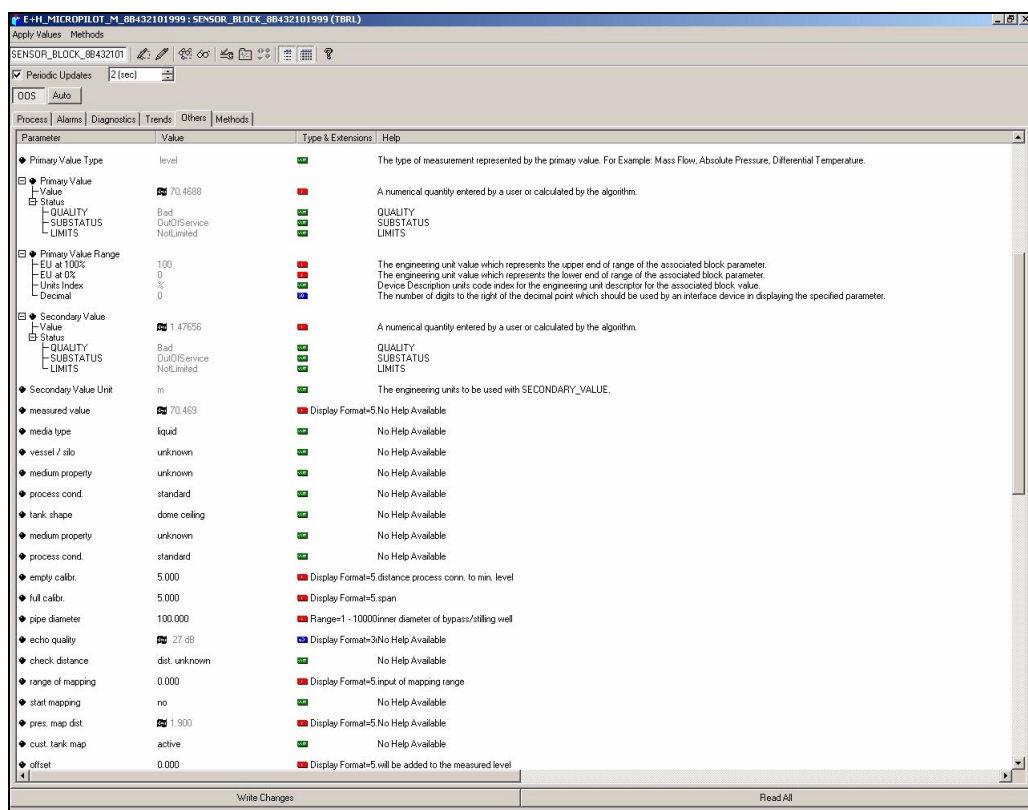 E+H_MICROPILOT_M_8B432101999 : SENSOR_BLOCK_8B432101999 (TBRL)
Apply Values Methods
SENSOR_BLOCK_8B432101
Periodic Updates 2 (sec)
OOS Auto
Process Alarms Diagnostics Trends Others Methods
Parameter Value Type & Extensions Help
Primary Value Type level The type of measurement represented by the primary value. For Example: Mass Flow, Absolute Pressure, Differential Temperature.
Primary Value
Value 70.4688 A numerical quantity entered by a user or calculated by the algorithm.
Status
QUALITY Bad QUALITY
SUBSTATUS OutOfService SUBSTATUS
LIMITS NotLimited LIMITS
Primary Value Range
EU at 100% 100 The engineering unit value which represents the upper end of range of the associated block parameter.
EU at 0% 0 The engineering unit value which represents the lower end of range of the associated block parameter.
Units Index % Device Description units code index for the engineering unit descriptor for the associated block value.
Decimal 0 The number of digits to the right of the decimal point which should be used by an interface device in displaying the specified parameter.
Secondary Value
Value 1.47656 A numerical quantity entered by a user or calculated by the algorithm.
Status
QUALITY Bad QUALITY
SUBSTATUS OutOfService SUBSTATUS
LIMITS NotLimited LIMITS
Secondary Value Unit m The engineering units to be used with SECONDARY_VALUE.
measured value 70.469 Display Format=5. No Help Available
media type liquid No Help Available
vessel / silo unknown No Help Available
medium property unknown No Help Available
process cond. standard No Help Available
tank shape dome ceiling No Help Available
medium property unknown No Help Available
process cond. standard No Help Available
empty calibr. 5.000 Display Format=5. distance process conn. to min. level
full calibr. 5.000 Display Format=5. span
pipe diameter 100.000 Range=1 - 10000 inner diameter of bypass/stilling well
echo quality 27 dB Display Format=3( No Help Available
check distance dist. unknown No Help Available
range of mapping 0.000 Display Format=5. input of mapping range
start mapping no No Help Available
pres. map dist. 1.900 Display Format=5. No Help Available
cust. tank map active No Help Available
offset 0.000 Display Format=5. will be added to the measured level
Write Changes Read All